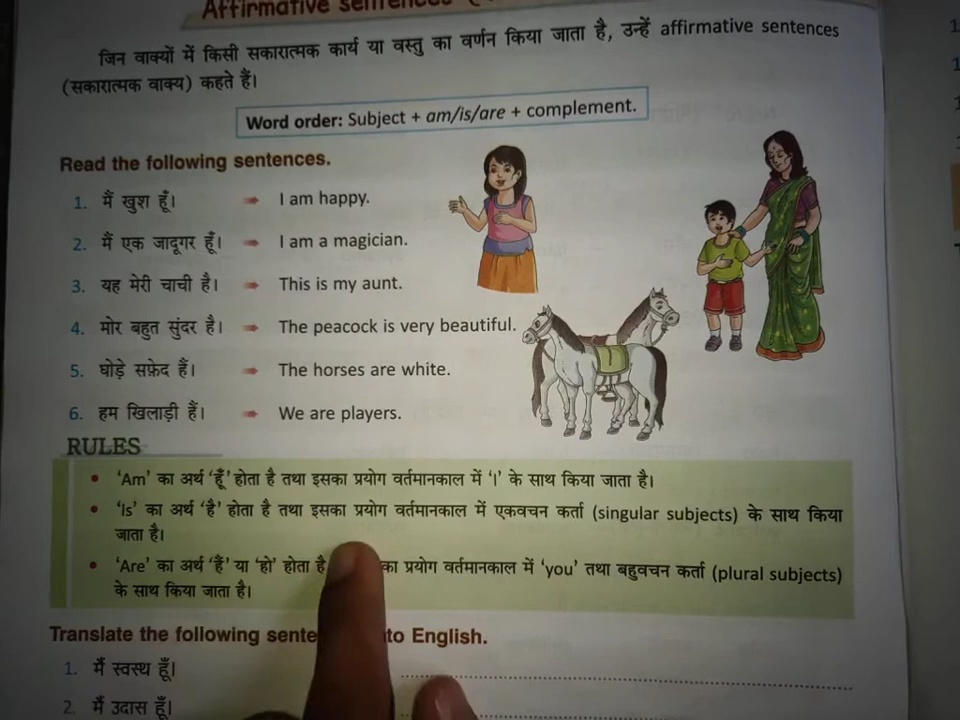 Affirmative sentences
जिन वाक्यों में किसी सकारात्मक कार्य या वस्तु का वर्णन किया जाता है, उन्हें affirmative sentences
(सकारात्मक वाक्य) कहते हैं।
Word order: Subject + am/is/are + complement.
Read the following sentences.
1. मैं खुश हूँ। ➡ I am happy.
2. मैं एक जादूगर हूँ। ➡ I am a magician.
3. यह मेरी चाची है। ➡ This is my aunt.
4. मोर बहुत सुंदर है। ➡ The peacock is very beautiful.
5. घोड़े सफ़ेद हैं। ➡ The horses are white.
6. हम खिलाड़ी हैं। ➡ We are players.
RULES
• 'Am' का अर्थ 'हूँ' होता है तथा इसका प्रयोग वर्तमानकाल में 'I' के साथ किया जाता है।
• 'Is' का अर्थ 'है' होता है तथा इसका प्रयोग वर्तमानकाल में एकवचन कर्ता (singular subjects) के साथ किया
जाता है।
• 'Are' का अर्थ 'हैं' या 'हो' होता है का प्रयोग वर्तमानकाल में 'you' तथा बहुवचन कर्ता (plural subjects)
के साथ किया जाता है।
Translate the following sente to English.
1. मैं स्वस्थ हूँ।
2. मैं उदास हूँ।